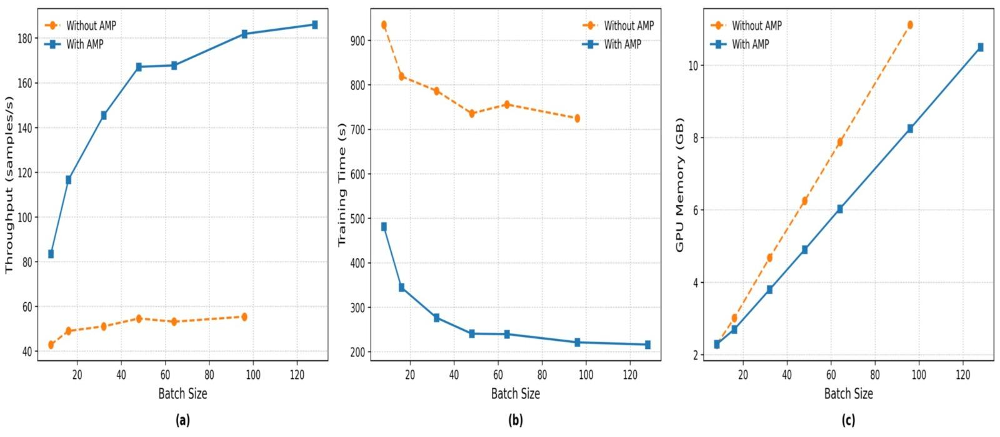 Throughput (samples/s)
180
160
140
120
100
80
60
40
Without AMP
With AMP
20 40 60 80 100 120
Batch Size
(a)
Training Time (s)
900
800
700
600
500
400
300
200
Without AMP
With AMP
20 40 60 80 100 120
Batch Size
(b)
GPU Memory (GB)
10
8
6
4
2
Without AMP
With AMP
20 40 60 80 100 120
Batch Size
(c)